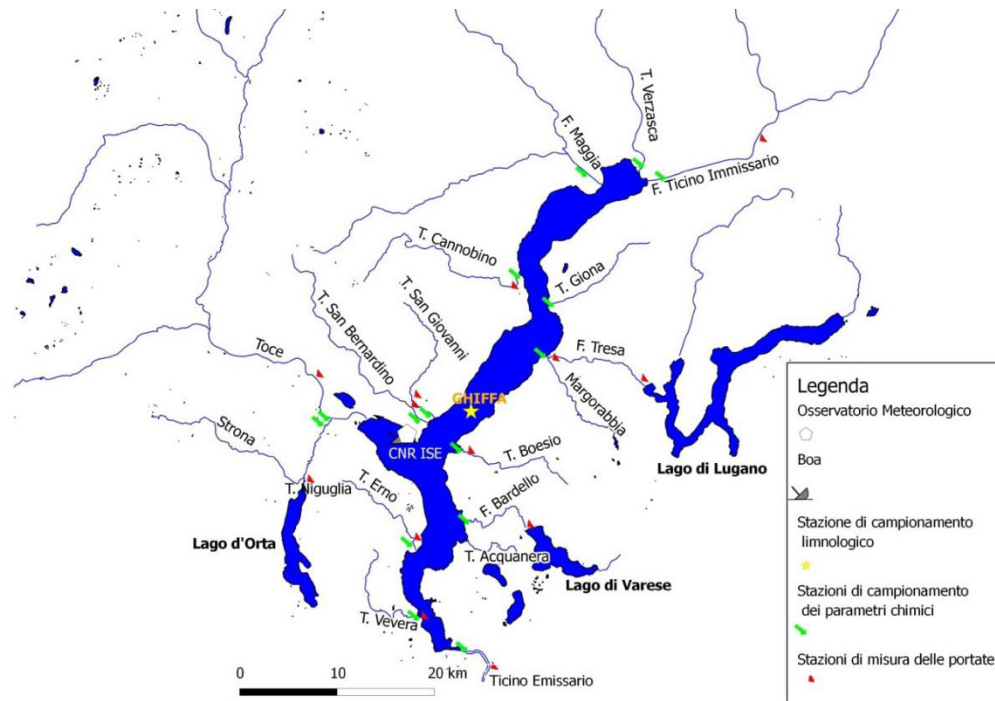 T. Verzasca
F. Maggia
F. Ticino Immissario
T. Cannobino
T. Giona
T. San Giovanni
T. San Bernardino
Toce
F. Tresa
Margorabbia
GHIFFA
Strona
CNR ISE
T. Boesio
Lago di Lugano
T. Niguglia
T. Erno
F. Bardello
Lago d'Orta
T. Acquanera
Lago di Varese
T. Vevera
Ticino Emissario
0 10 20 km
Legenda
Osservatorio Meteorologico
Boa
Stazione di campionamento
limnologico
Stazioni di campionamento
dei parametri chimici
Stazioni di misura delle portate